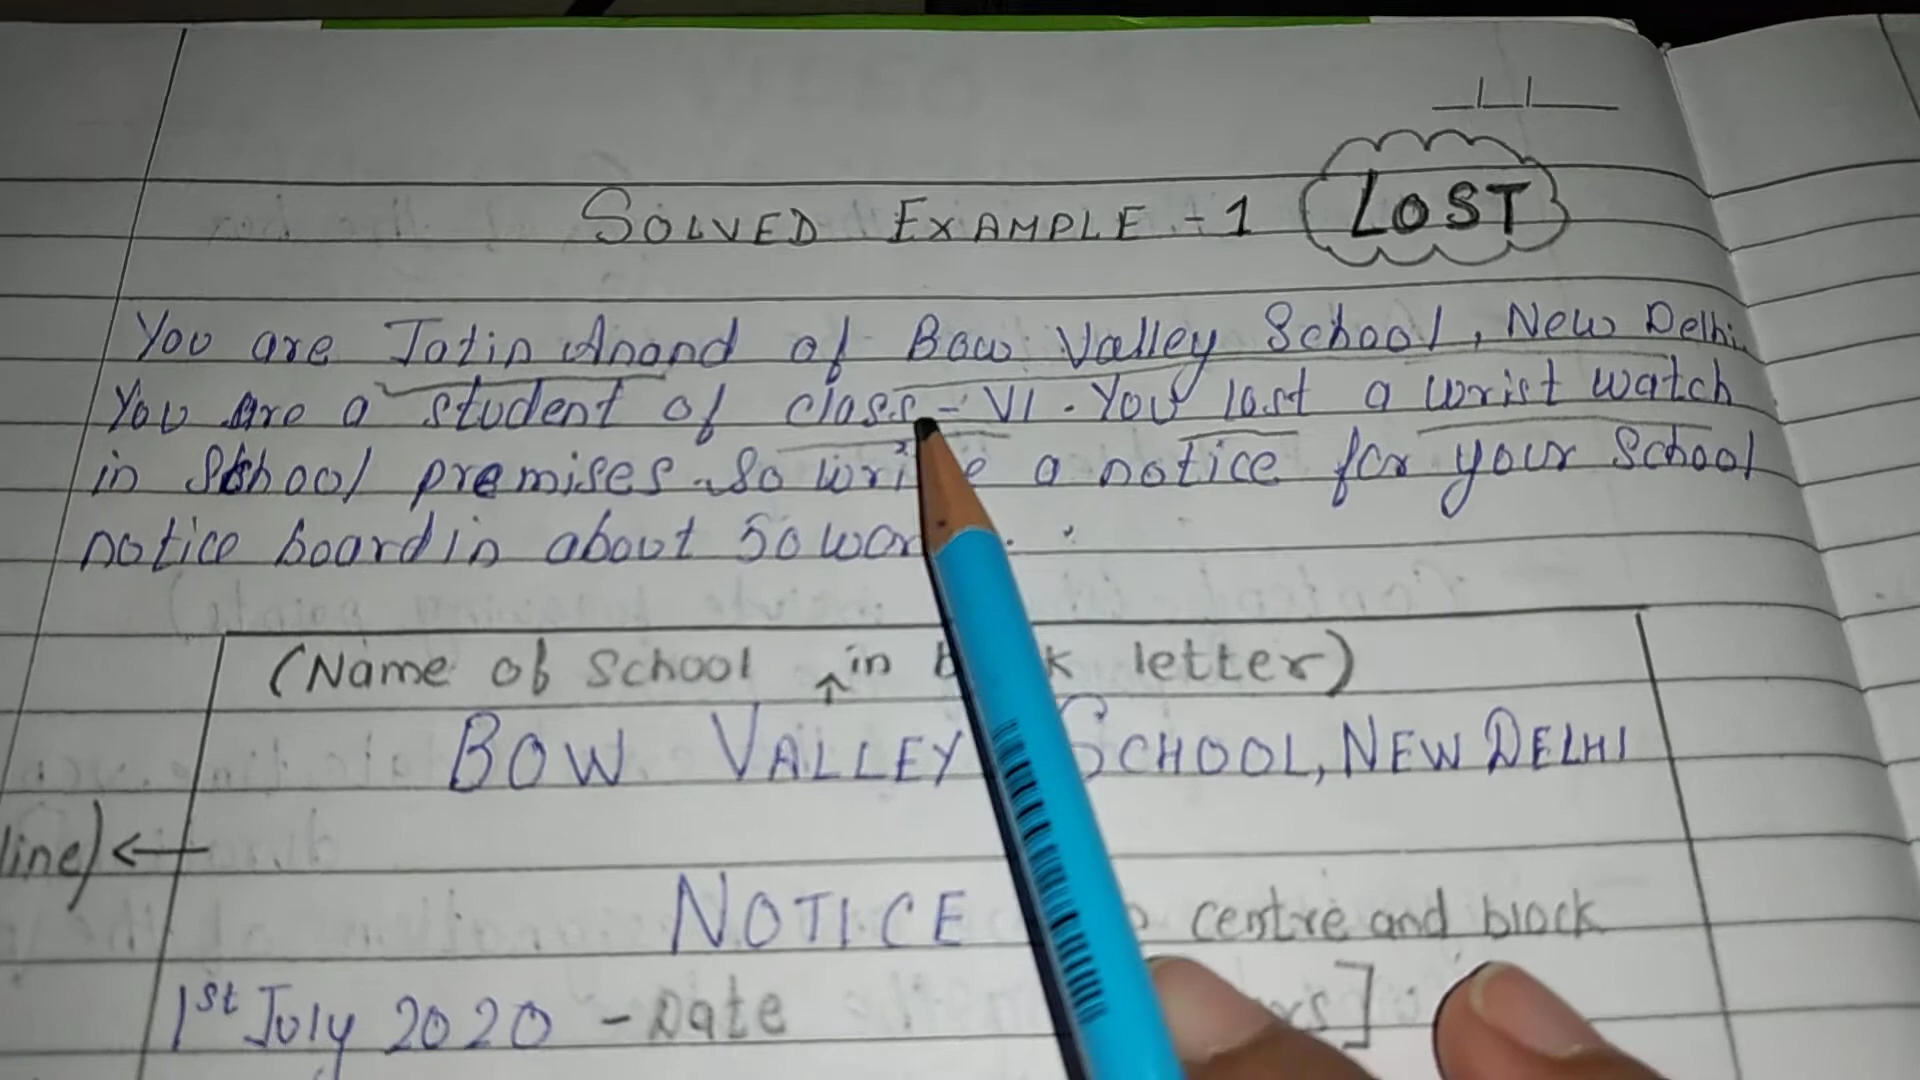 SOLVED EXAMPLE - 1 LOST
You are Jatin Anand of Bow Valley School, New Delhi.
You are a student of class - VI. You lost a wrist watch
in School premises. So write a notice for your School
notice board in about 50
(Name of School in letter)
BOW VALLEY SCHOOL, NEW DELHI
line)
NOTICE centre and block
1st July 2020 - Date